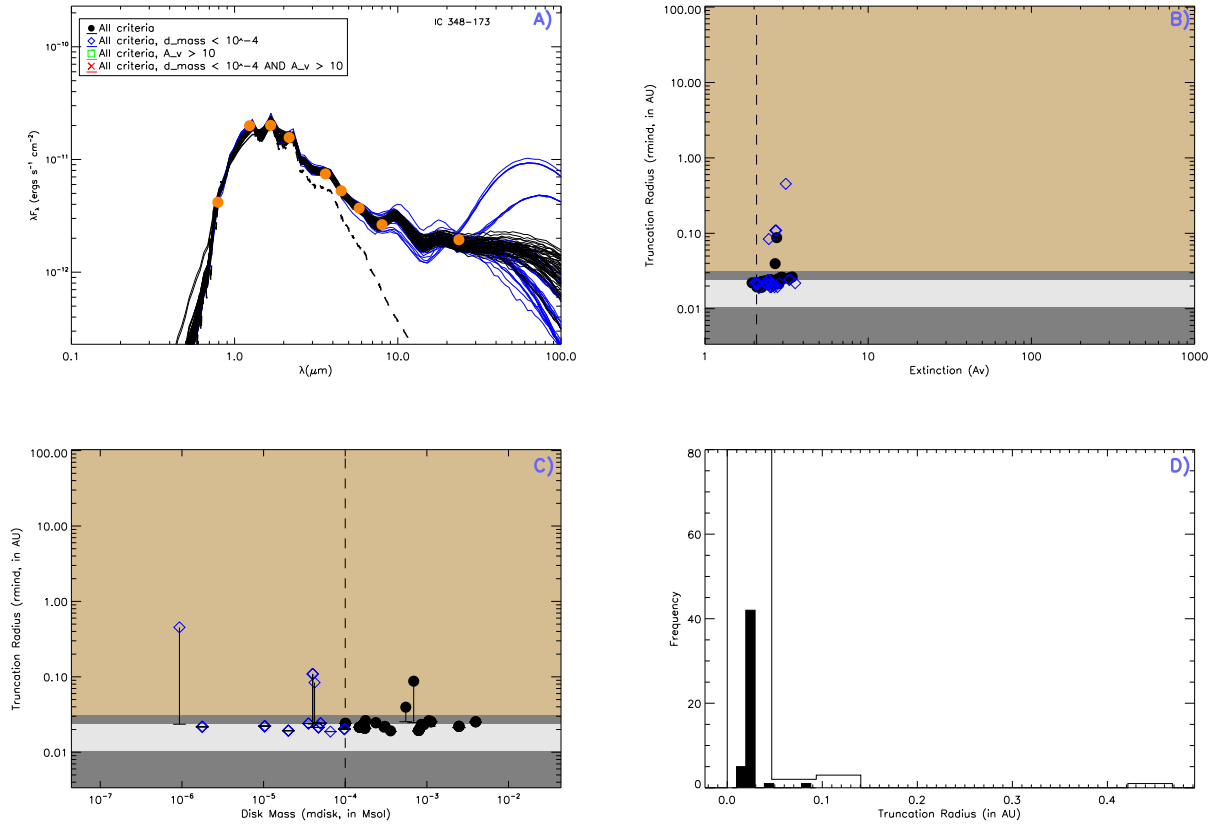 A)
IC 348-173
All criteria
All criteria, d_mass < 10^-4
All criteria, A_v > 10
All criteria, d_mass < 10^-4 AND A_v > 10
10⁻¹⁰
10⁻¹¹
10⁻¹²
λFλ (ergs s⁻¹ cm⁻²)
0.1 1.0 10.0 100.0
λ(μm)
B)
100.00
10.00
1.00
0.10
0.01
Truncation Radius (rmind, in AU)
1 10 100 1000
Extinction (Av)
C)
100.00
10.00
1.00
0.10
0.01
Truncation Radius (rmind, in AU)
10⁻⁷ 10⁻⁶ 10⁻⁵ 10⁻⁴ 10⁻³ 10⁻²
Disk Mass (mdisk, in Msol)
D)
80
60
40
20
0
Frequency
0.0 0.1 0.2 0.3 0.4
Truncation Radius (in AU)